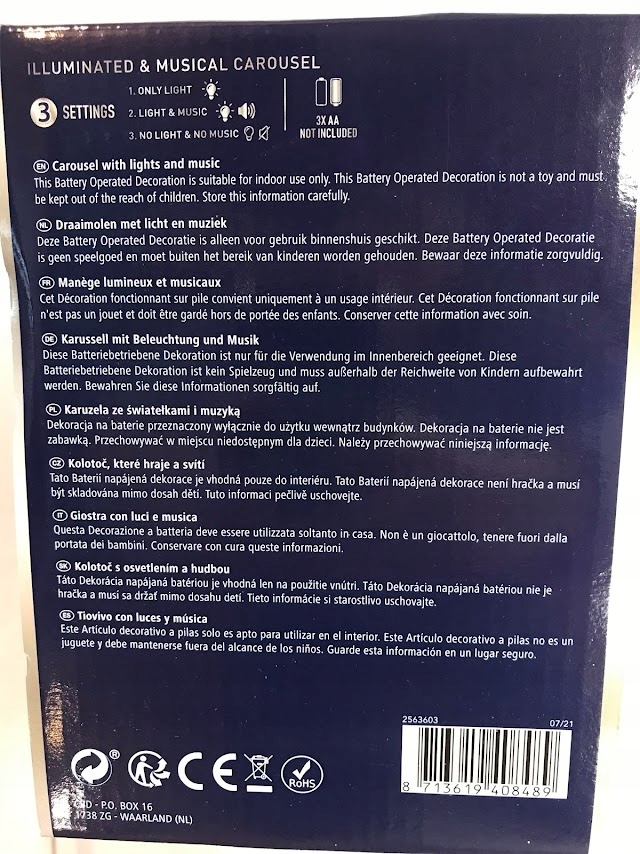 ILLUMINATED & MUSICAL CAROUSEL
3 SETTINGS
1. ONLY LIGHT
2. LIGHT & MUSIC
3. NO LIGHT & NO MUSIC
3X AA
NOT INCLUDED
EN Carousel with lights and music
This Battery Operated Decoration is suitable for indoor use only. This Battery Operated Decoration is not a toy and must
be kept out of the reach of children. Store this information carefully.
NL Draaimolen met licht en muziek
Deze Battery Operated Decoratie is alleen voor gebruik binnenshuis geschikt. Deze Battery Operated Decoratie
is geen speelgoed en moet buiten het bereik van kinderen worden gehouden. Bewaar deze informatie zorgvuldig.
FR Manège lumineux et musicaux
Cet Décoration fonctionnant sur pile convient uniquement à un usage intérieur. Cet Décoration fonctionnant sur pile
n'est pas un jouet et doit être gardé hors de portée des enfants. Conserver cette information avec soin.
DE Karussell mit Beleuchtung und Musik
Diese Batteriebetriebene Dekoration ist nur für die Verwendung im Innenbereich geeignet. Diese
Batteriebetriebene Dekoration ist kein Spielzeug und muss außerhalb der Reichweite von Kindern aufbewahrt
werden. Bewahren Sie diese Informationen sorgfältig auf.
PL Karuzela ze światełkami i muzyką
Dekoracja na baterie przeznaczony wyłącznie do użytku wewnątrz budynków. Dekoracja na baterie nie jest
zabawką. Przechowywać w miejscu niedostępnym dla dzieci. Należy przechowywać niniejszą informację.
CZ Kolotoč, které hraje a svítí
Tato Baterií napájená dekorace je vhodná pouze do interiéru. Tato Baterií napájená dekorace není hračka a musí
být skladována mimo dosah dětí. Tuto informaci pečlivě uschovejte.
IT Giostra con luci e musica
Questa Decorazione a batteria deve essere utilizzata soltanto in casa. Non è un giocattolo, tenere fuori dalla
portata dei bambini. Conservare con cura queste informazioni.
SK Kolotoč s osvetlením a hudbou
Táto Dekorácia napájaná batériou je vhodná len na použitie vnútri. Táto Dekorácia napájaná batériou nie je
hračka a musí sa držať mimo dosahu detí. Tieto informácie si starostlivo uschovajte.
ES Tiovivo con luces y música
Este Artículo decorativo a pilas solo es apto para utilizar en el interior. Este Artículo decorativo a pilas no es un
juguete y debe mantenerse fuera del alcance de los niños. Guarde esta información en un lugar seguro.
2563603 07/21
8 713619 408489
® CE RoHS
- P.O. BOX 16
1738 ZG - WAARLAND (NL)